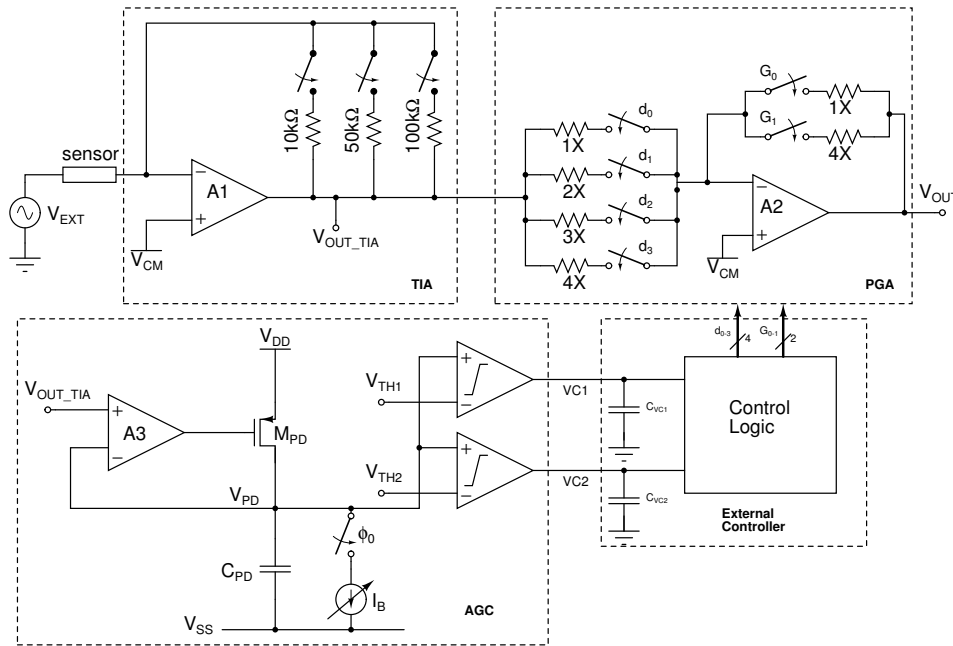 sensor
V_EXT
A1
−
+
V_CM
10kΩ
50kΩ
100kΩ
V_OUT_TIA
TIA
1X
2X
3X
4X
d₀
d₁
d₂
d₃
G₀
G₁
1X
4X
A2
−
+
V_CM
V_OUT
PGA
V_OUT_TIA
A3
+
−
V_DD
M_PD
V_PD
C_PD
V_SS
ϕ₀
I_B
V_TH1
V_TH2
+
−
+
−
AGC
VC1
VC2
C_VC1
C_VC2
d₀₋₃
4
G₀₋₁
2
Control
Logic
External
Controller